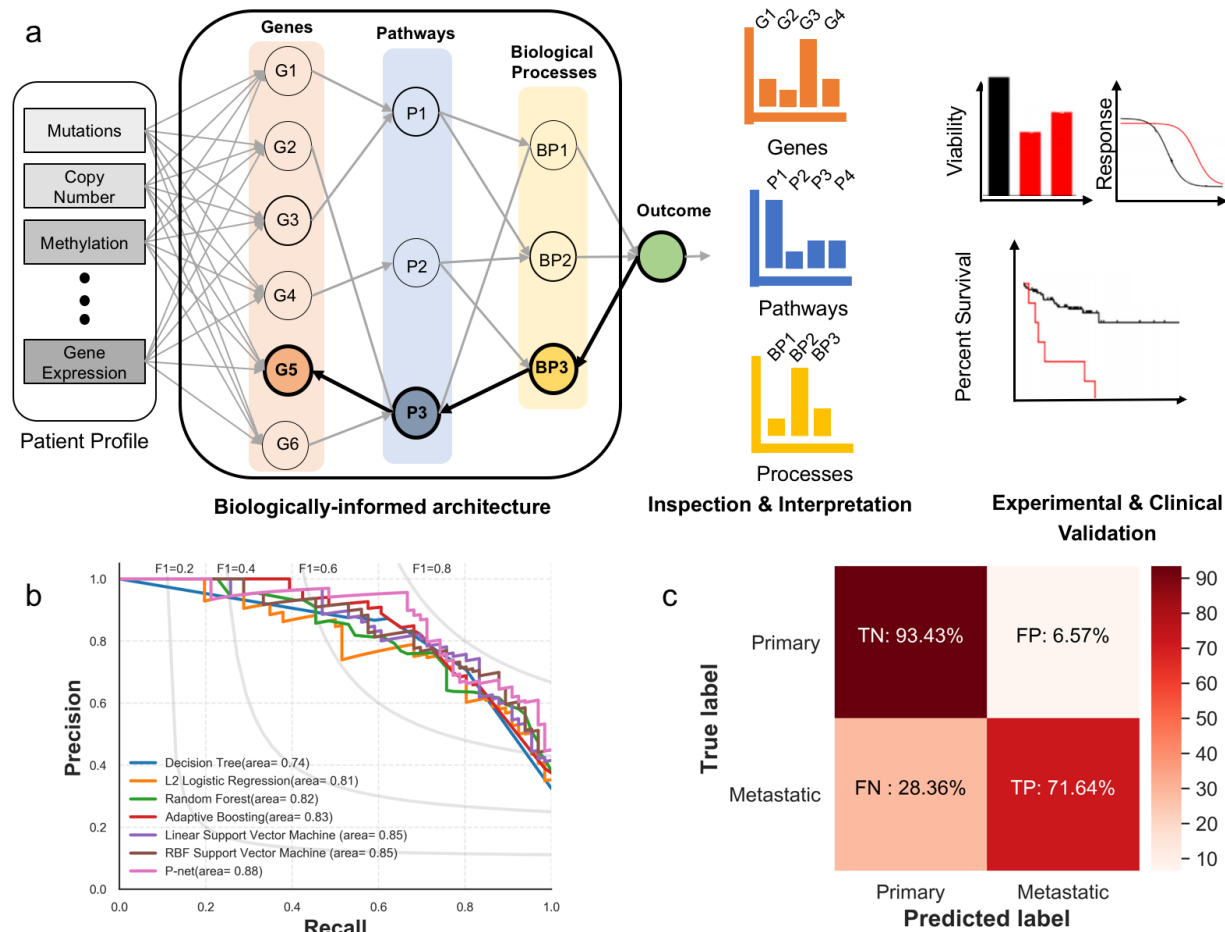 a
Patient Profile
Mutations
Copy
Number
Methylation
Gene
Expression
Genes
G1
G2
G3
G4
G5
G6
Pathways
P1
P2
P3
Biological
Processes
BP1
BP2
BP3
Outcome
Biologically-informed architecture
G1 G2 G3 G4
Genes
P1 P2 P3 P4
Pathways
BP1 BP2 BP3
Processes
Inspection & Interpretation
Viability
Response
Percent Survival
Experimental & Clinical
Validation
b
F1=0.2 F1=0.4 F1=0.6 F1=0.8
1.0
0.8
0.6
0.4
0.2
0.0
Precision
Decision Tree(area= 0.74)
L2 Logistic Regression(area= 0.81)
Random Forest(area= 0.82)
Adaptive Boosting(area= 0.83)
Linear Support Vector Machine (area= 0.85)
RBF Support Vector Machine (area= 0.85)
P-net(area= 0.88)
0.0 0.2 0.4 0.6 0.8 1.0
Recall
c
True label
Primary
Metastatic
TN: 93.43% FP: 6.57%
FN : 28.36% TP: 71.64%
Primary Metastatic
Predicted label
90
80
70
60
50
40
30
20
10